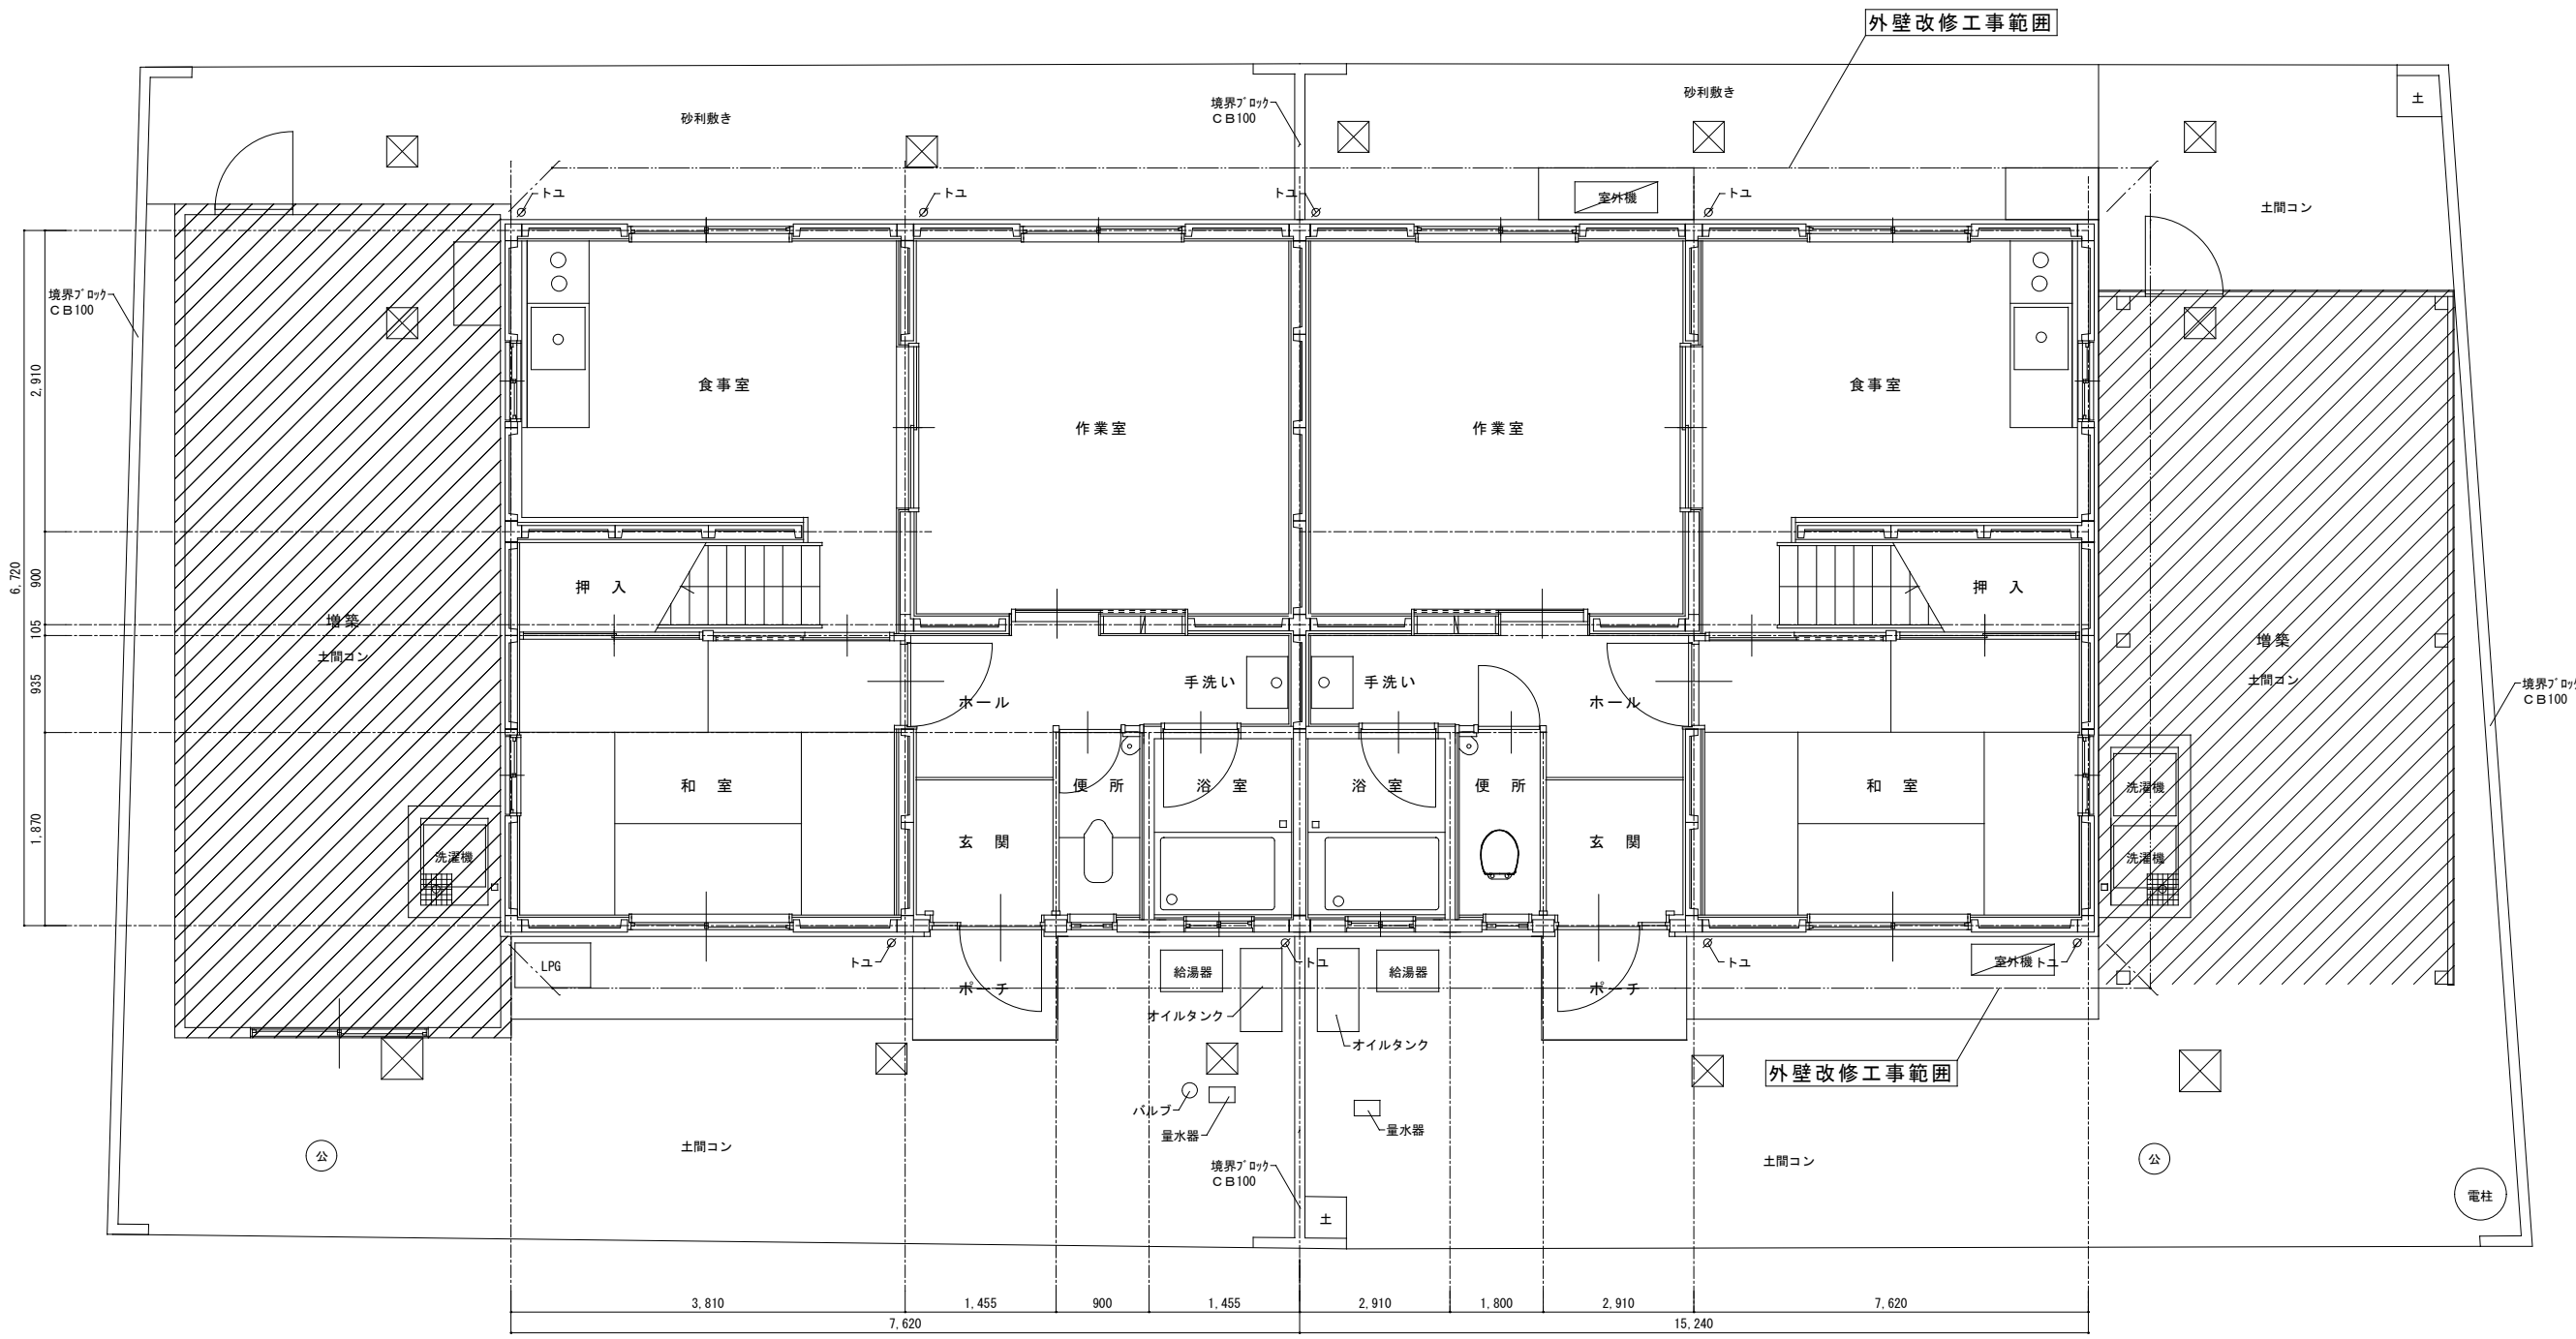 外壁改修工事範囲
砂利敷き
境界ﾌﾞﾛｯｸ
ＣＢ100
砂利敷き
土
トユ
トユ
トユ
室外機
トユ
土間コン
境界ﾌﾞﾛｯｸ
ＣＢ100
食事室
作業室
作業室
食事室
2,910
900
105
935
1,870
6,720
押　入
押　入
増築
土間コン
増築
土間コン
ホール
手洗い
手洗い
ホール
境界ﾌﾞﾛｯｸ
ＣＢ100
和　室
便　所
浴　室
浴　室
便　所
和　室
洗濯機
玄　関
玄　関
洗濯機
洗濯機
LPG
トユ
ポーチ
給湯器
トユ
給湯器
ポーチ
トユ
室外機
トユ
オイルタンク
オイルタンク
外壁改修工事範囲
バルブ
量水器
量水器
公
土間コン
境界ﾌﾞﾛｯｸ
ＣＢ100
土間コン
公
電柱
土
3,810
1,455
900
1,455
2,910
1,800
2,910
7,620
7,620
15,240